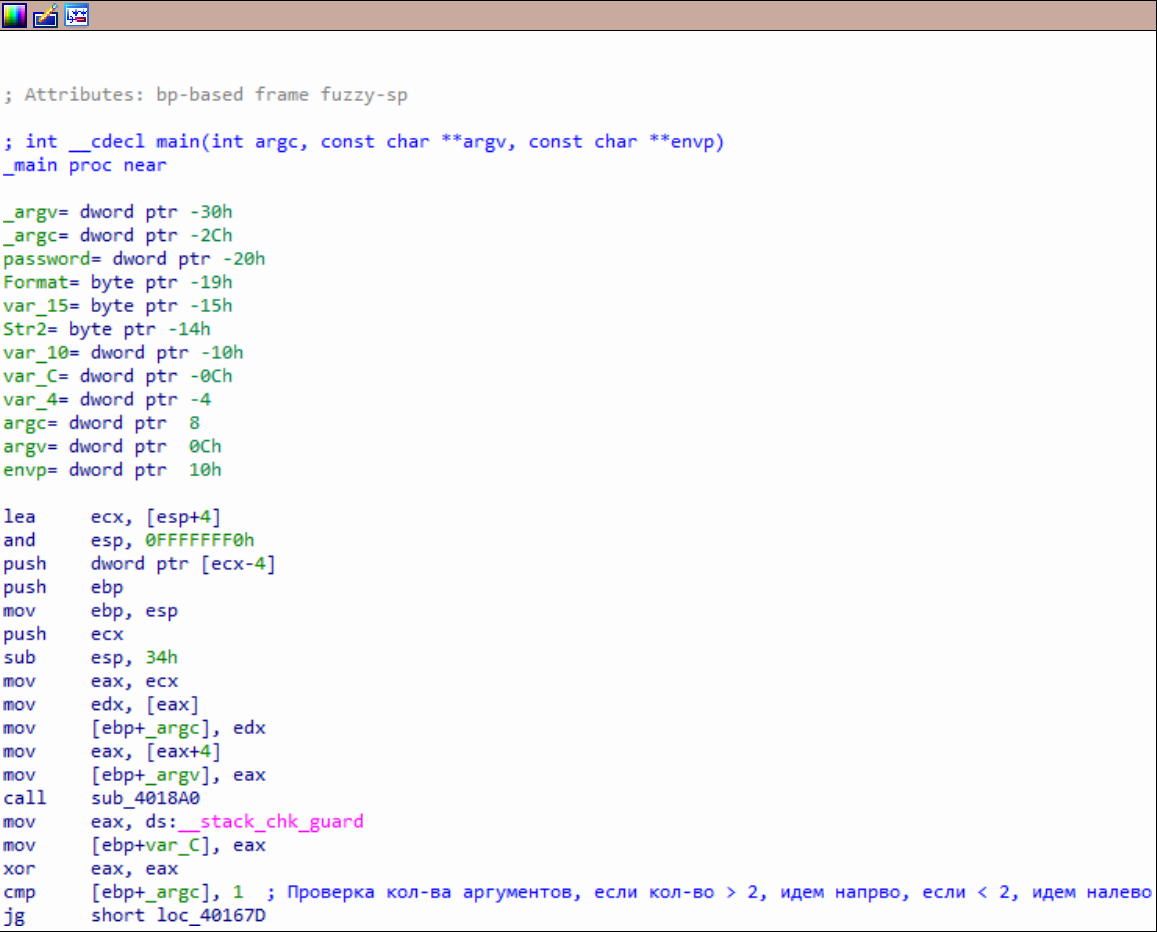 ; Attributes: bp-based frame fuzzy-sp
; int __cdecl main(int argc, const char **argv, const char **envp)
_main proc near
_argv= dword ptr -30h
_argc= dword ptr -2Ch
password= dword ptr -20h
Format= byte ptr -19h
var_15= byte ptr -15h
Str2= byte ptr -14h
var_10= dword ptr -10h
var_C= dword ptr -0Ch
var_4= dword ptr -4
argc= dword ptr  8
argv= dword ptr  0Ch
envp= dword ptr  10h
lea     ecx, [esp+4]
and     esp, 0FFFFFFF0h
push    dword ptr [ecx-4]
push    ebp
mov     ebp, esp
push    ecx
sub     esp, 34h
mov     eax, ecx
mov     edx, [eax]
mov     [ebp+_argc], edx
mov     eax, [eax+4]
mov     [ebp+_argv], eax
call    sub_4018A0
mov     eax, ds:__stack_chk_guard
mov     [ebp+var_C], eax
xor     eax, eax
cmp     [ebp+_argc], 1  ; Проверка кол-ва аргументов, если кол-во > 2, идем напрво, если < 2, идем налево
jg      short loc_40167D